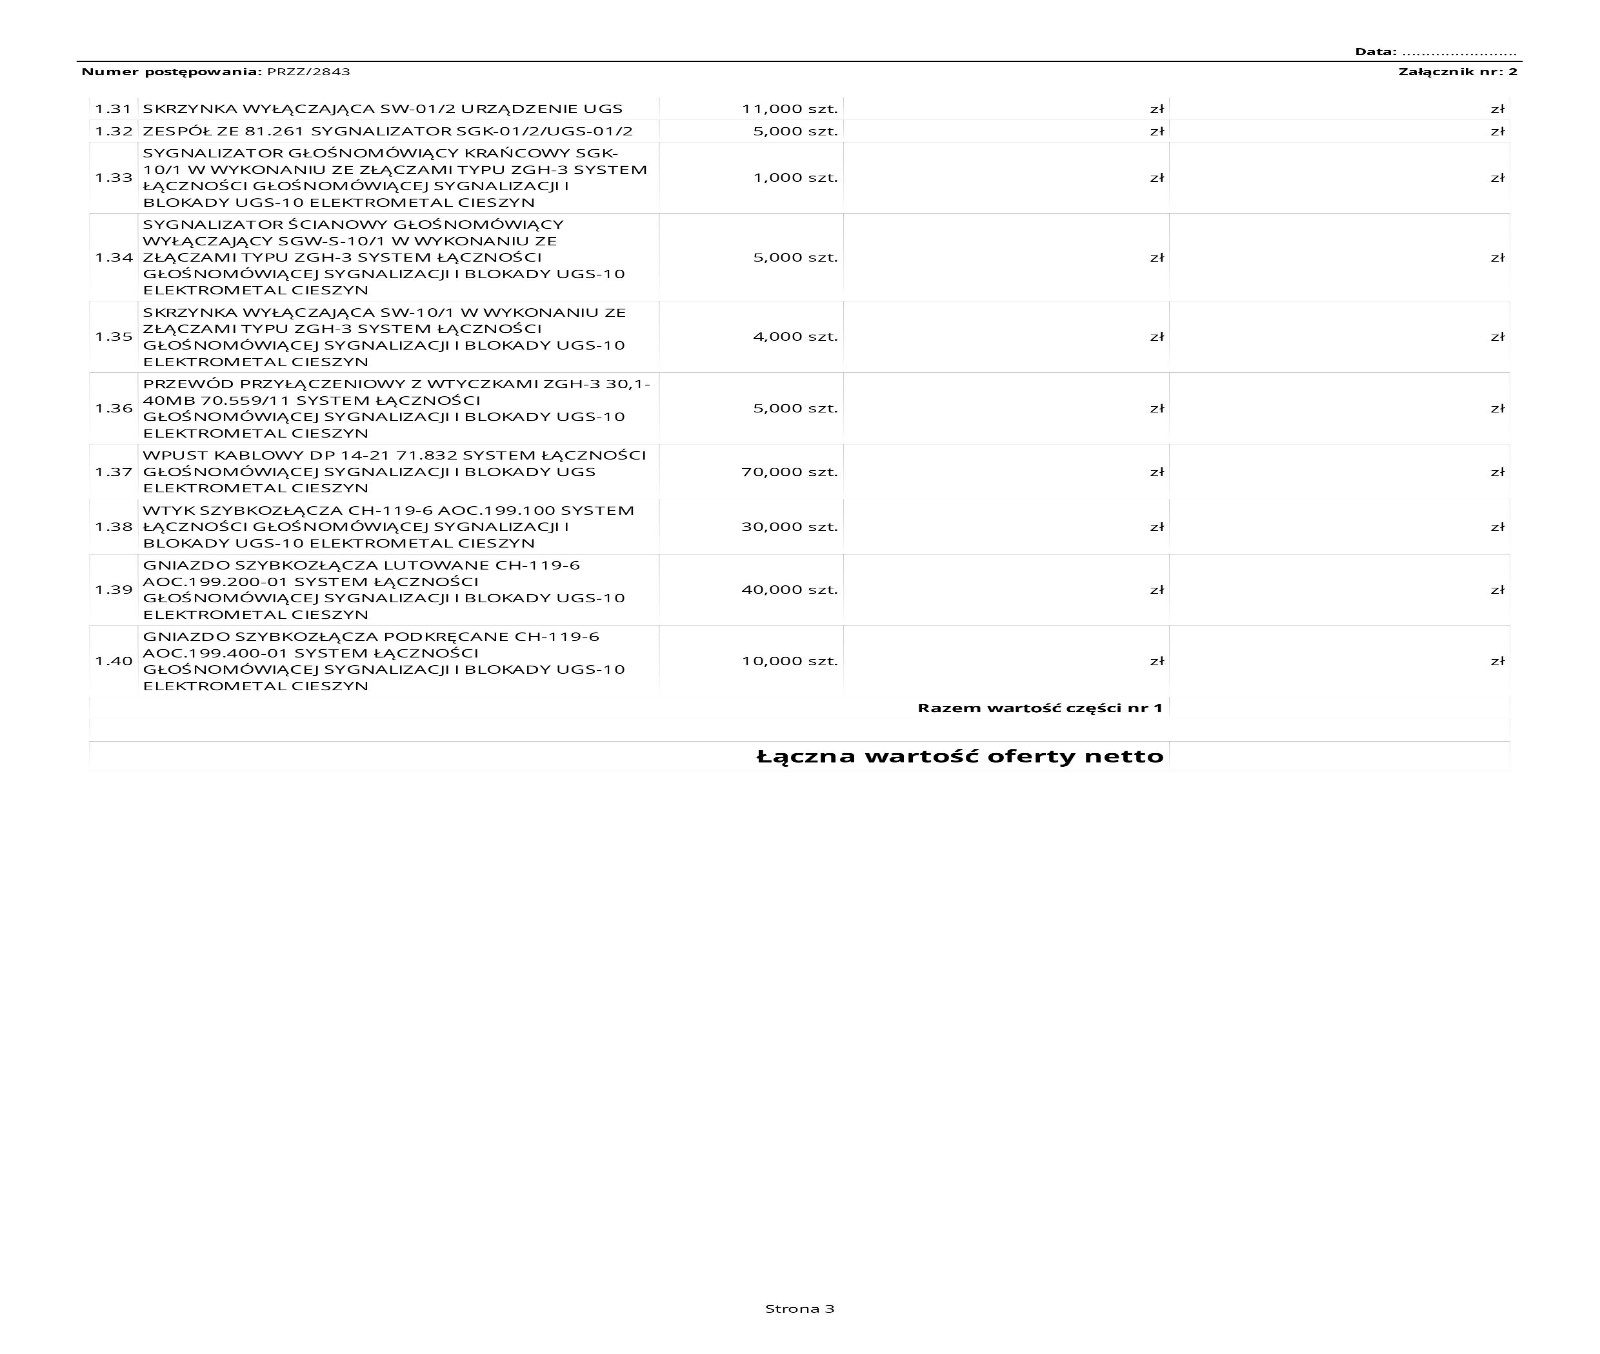 Data: ........................
Numer postępowania: PRZZ/2843 Załącznik nr: 2
1.31 SKRZYNKA WYŁĄCZAJĄCA SW-01/2 URZĄDZENIE UGS 11,000 szt. zł zł
1.32 ZESPÓŁ ZE 81.261 SYGNALIZATOR SGK-01/2/UGS-01/2 5,000 szt. zł zł
SYGNALIZATOR GŁOŚNOMÓWIĄCY KRAŃCOWY SGK-
10/1 W WYKONANIU ZE ZŁĄCZAMI TYPU ZGH-3 SYSTEM
1.33 1,000 szt. zł zł
ŁĄCZNOŚCI GŁOŚNOMÓWIĄCEJ SYGNALIZACJI I
BLOKADY UGS-10 ELEKTROMETAL CIESZYN
SYGNALIZATOR ŚCIANOWY GŁOŚNOMÓWIĄCY
WYŁĄCZAJĄCY SGW-S-10/1 W WYKONANIU ZE
1.34 ZŁĄCZAMI TYPU ZGH-3 SYSTEM ŁĄCZNOŚCI 5,000 szt. zł zł
GŁOŚNOMÓWIĄCEJ SYGNALIZACJI I BLOKADY UGS-10
ELEKTROMETAL CIESZYN
SKRZYNKA WYŁĄCZAJĄCA SW-10/1 W WYKONANIU ZE
ZŁĄCZAMI TYPU ZGH-3 SYSTEM ŁĄCZNOŚCI
1.35 4,000 szt. zł zł
GŁOŚNOMÓWIĄCEJ SYGNALIZACJI I BLOKADY UGS-10
ELEKTROMETAL CIESZYN
PRZEWÓD PRZYŁĄCZENIOWY Z WTYCZKAMI ZGH-3 30,1-
40MB 70.559/11 SYSTEM ŁĄCZNOŚCI
1.36 5,000 szt. zł zł
GŁOŚNOMÓWIĄCEJ SYGNALIZACJI I BLOKADY UGS-10
ELEKTROMETAL CIESZYN
WPUST KABLOWY DP 14-21 71.832 SYSTEM ŁĄCZNOŚCI
1.37 GŁOŚNOMÓWIĄCEJ SYGNALIZACJI I BLOKADY UGS 70,000 szt. zł zł
ELEKTROMETAL CIESZYN
WTYK SZYBKOZŁĄCZA CH-119-6 AOC.199.100 SYSTEM
1.38 ŁĄCZNOŚCI GŁOŚNOMÓWIĄCEJ SYGNALIZACJI I 30,000 szt. zł zł
BLOKADY UGS-10 ELEKTROMETAL CIESZYN
GNIAZDO SZYBKOZŁĄCZA LUTOWANE CH-119-6
AOC.199.200-01 SYSTEM ŁĄCZNOŚCI
1.39 40,000 szt. zł zł
GŁOŚNOMÓWIĄCEJ SYGNALIZACJI I BLOKADY UGS-10
ELEKTROMETAL CIESZYN
GNIAZDO SZYBKOZŁĄCZA PODKRĘCANE CH-119-6
AOC.199.400-01 SYSTEM ŁĄCZNOŚCI
1.40 10,000 szt. zł zł
GŁOŚNOMÓWIĄCEJ SYGNALIZACJI I BLOKADY UGS-10
ELEKTROMETAL CIESZYN
Razem wartość części nr 1
Łączna wartość oferty netto
Strona 3